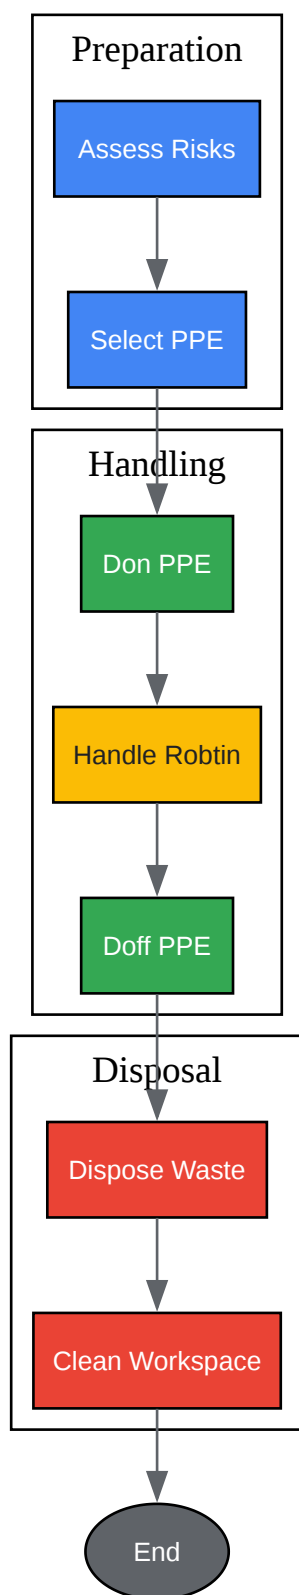 Preparation
Assess Risks
Select PPE
Handling
Don PPE
Handle Robtin
Doff PPE
Disposal
Dispose Waste
Clean Workspace
End